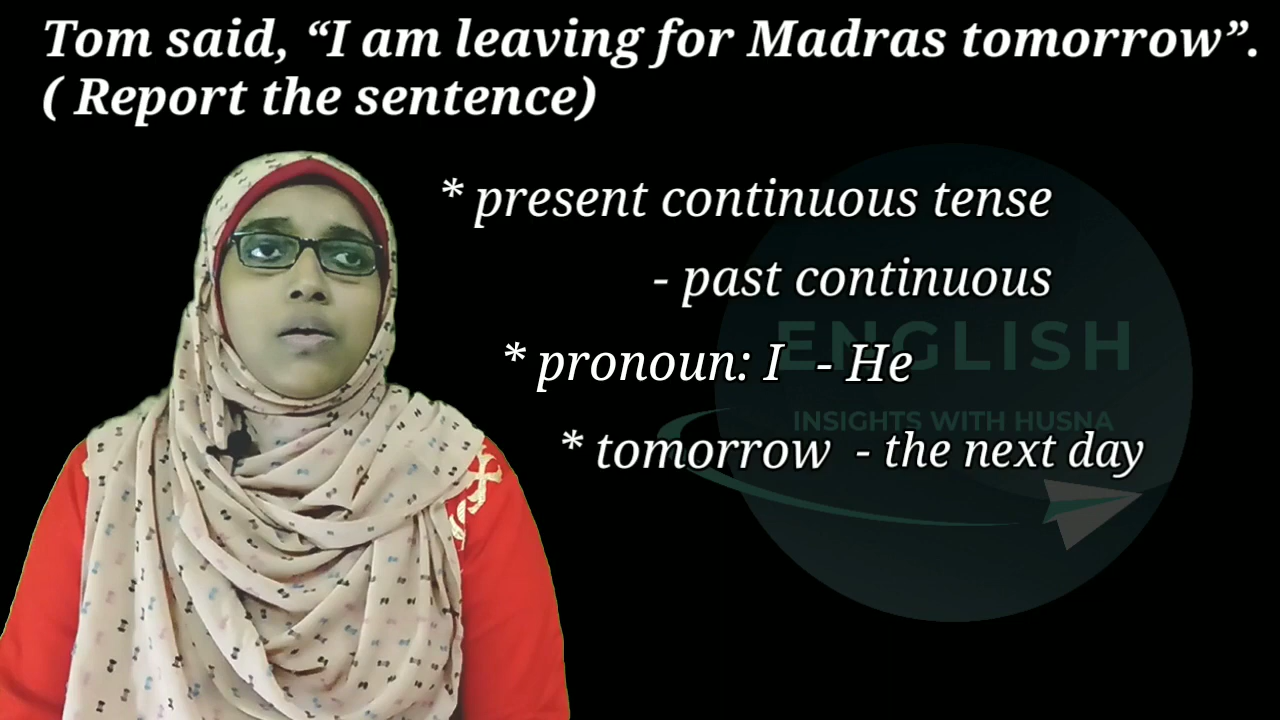 Tom said, “I am leaving for Madras tomorrow”.
( Report the sentence)
* present continuous tense
- past continuous
* pronoun: I - He
ENGLISH
INSIGHTS WITH HUSNA
* tomorrow - the next day